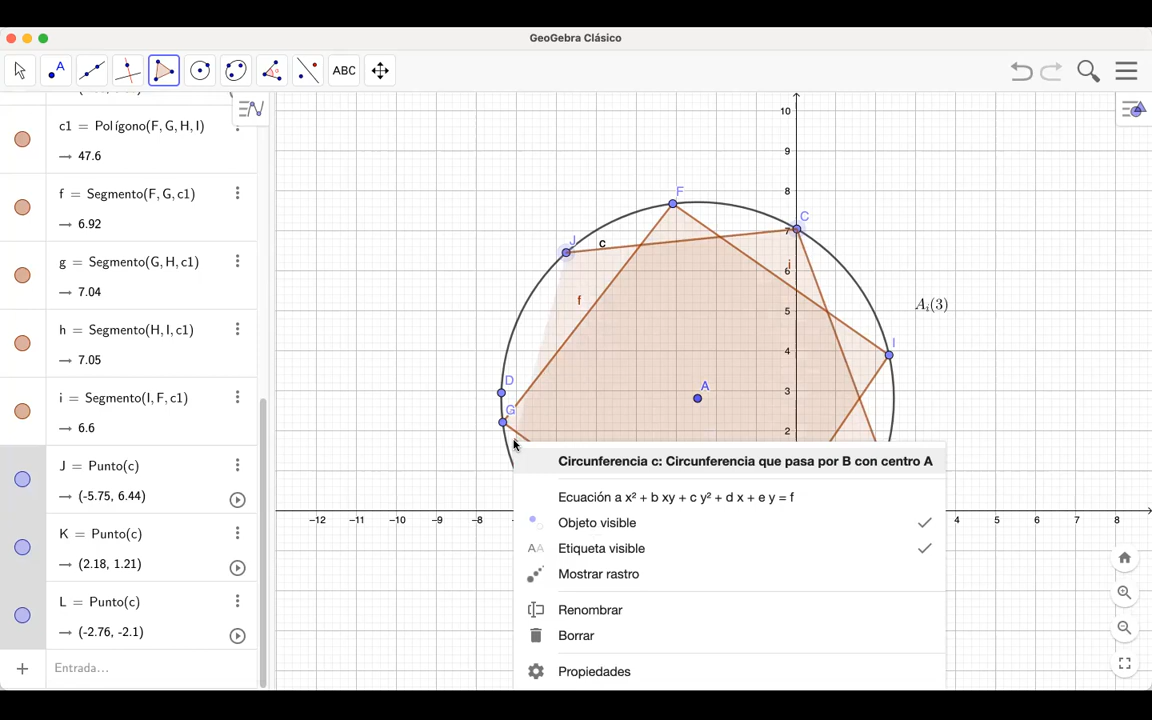 GeoGebra Clásico
ABC
c1 = Polígono(F, G, H, I)
→ 47.6
f = Segmento(F, G, c1)
→ 6.92
g = Segmento(G, H, c1)
→ 7.04
h = Segmento(H, I, c1)
→ 7.05
i = Segmento(I, F, c1)
→ 6.6
J = Punto(c)
→ (-5.75, 6.44)
K = Punto(c)
→ (2.18, 1.21)
L = Punto(c)
→ (-2.76, -2.1)
Entrada…
10
9
8
7
6
5
4
3
2
F
C
J
c
i
f
A_i(3)
I
A
D
G
-12 -11 -10 -9 -8 4 5 6 7 8
Circunferencia c: Circunferencia que pasa por B con centro A
Ecuación a x² + b xy + c y² + d x + e y = f
Objeto visible
AA Etiqueta visible
Mostrar rastro
Renombrar
Borrar
Propiedades